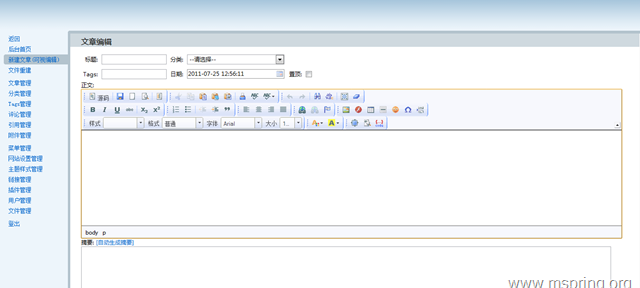 返回
后台首页
新建文章(可视编辑)
文件重建
文章管理
分类管理
Tags管理
评论管理
引用管理
附件管理
菜单管理
网站设置管理
主题样式管理
链接管理
插件管理
用户管理
文件管理
登出
文章编辑
标题: 分类: --请选择--
Tags: 日期: 2011-07-25 12:56:11 置顶:
正文:
源码
B I U abc X₂ X²
样式 格式 普通 字体 Arial 大小 1...
body p
摘要: [自动生成摘要]
www.mspring.org